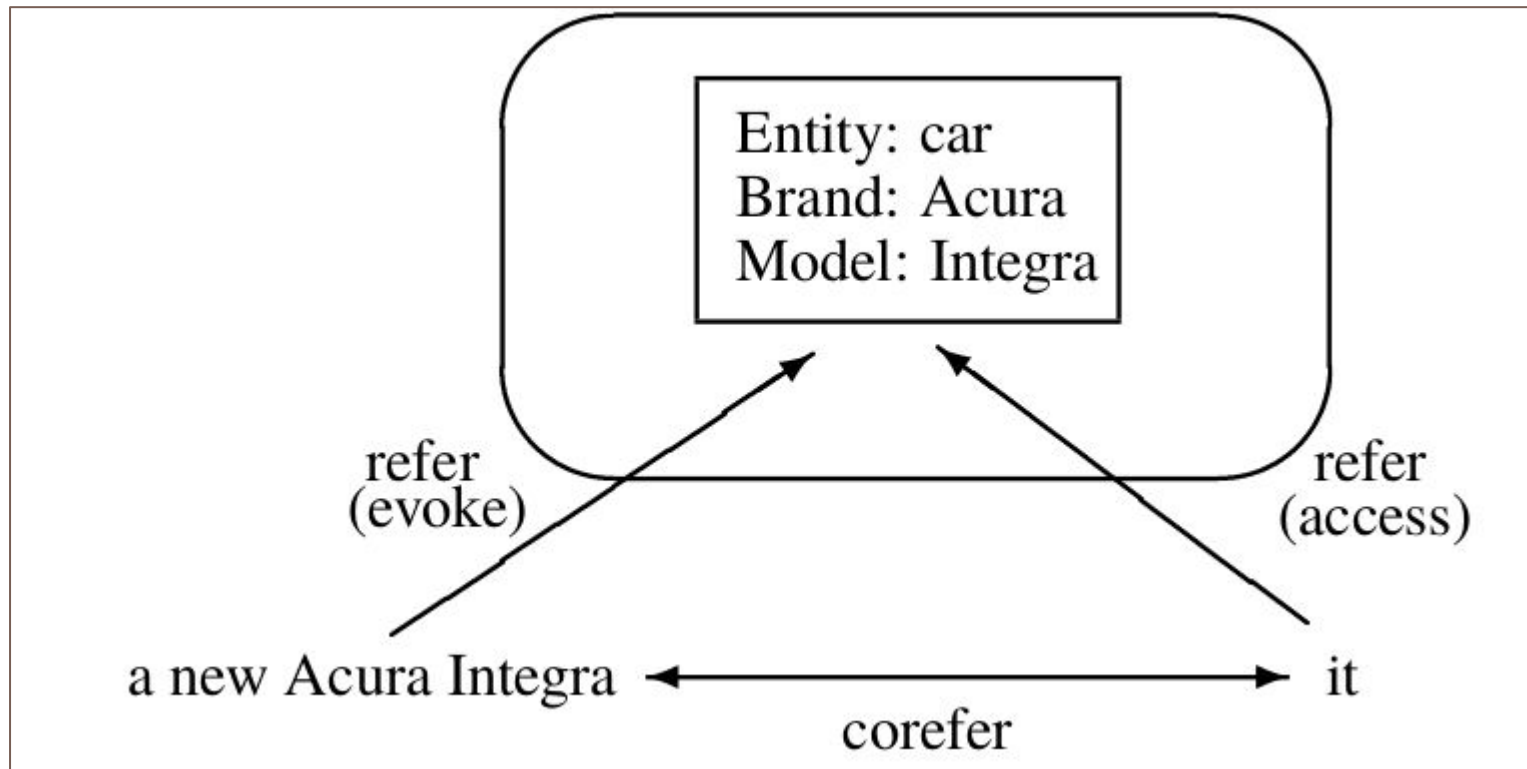 Entity: car
Brand: Acura
Model: Integra
refer
(evoke)
refer
(access)
a new Acura Integra
it
corefer